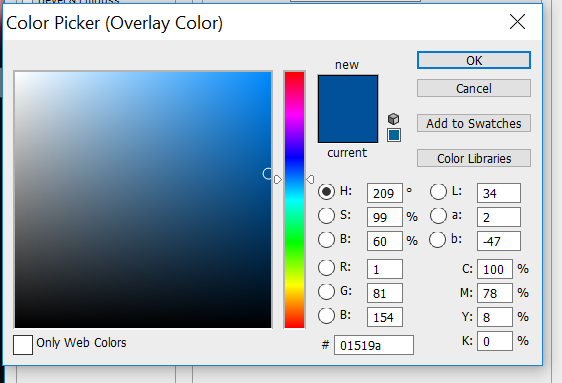 Color Picker (Overlay Color)
new
current
OK
Cancel
Add to Swatches
Color Libraries
H: 209 °
S: 99 %
B: 60 %
R: 1
G: 81
B: 154
# 01519a
L: 34
a: 2
b: -47
C: 100 %
M: 78 %
Y: 8 %
K: 0 %
Only Web Colors